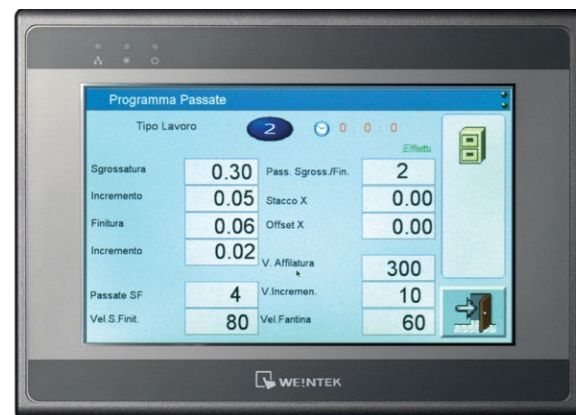 Programma Passate
Tipo Lavoro 2 0 : 0 : 0
Effettu
Sgrossatura 0.30 Pass. Sgross./Fin. 2
Incremento 0.05 Stacco X 0.00
Finitura 0.06 Offset X 0.00
Incremento 0.02
V. Affilatura 300
Passate SF 4 V.Incremen. 10
Vel.S.Finit. 80 Vel.Fantina 60
WEINTEK